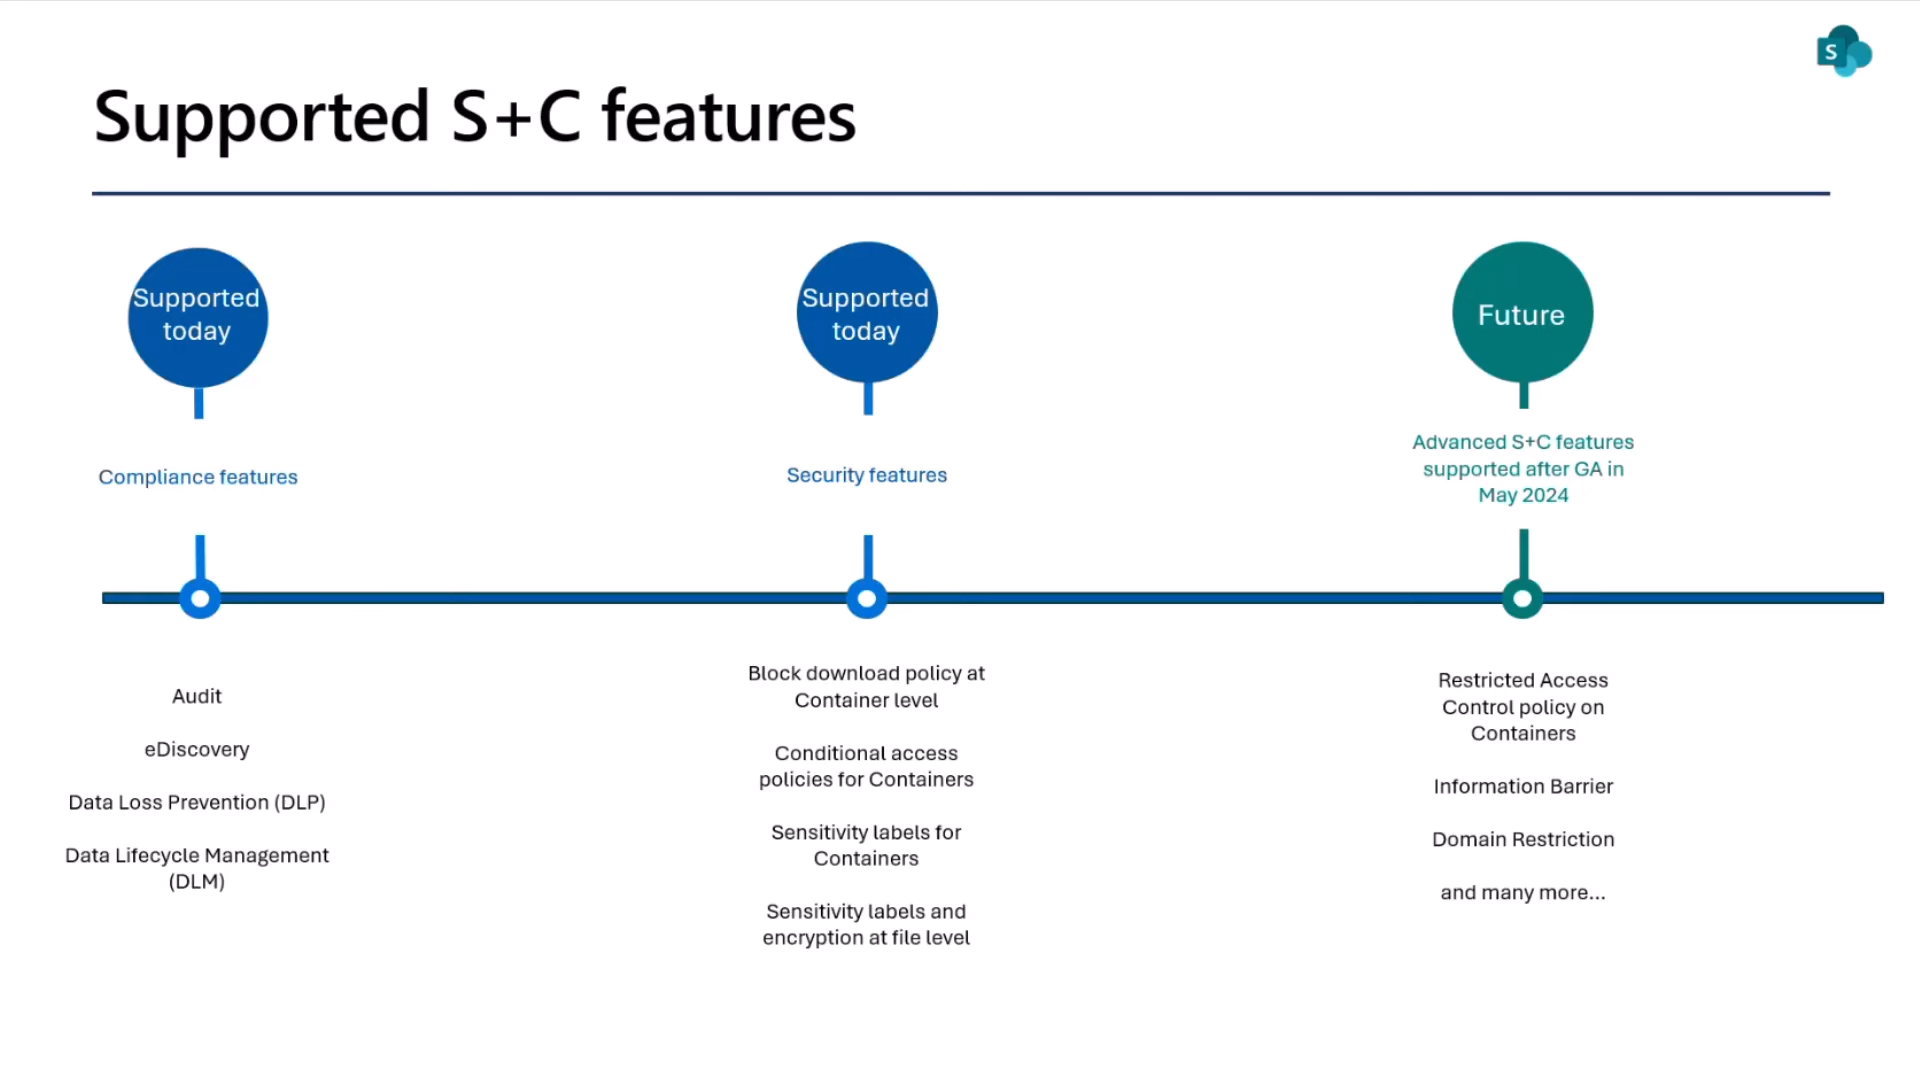 S
Supported S+C features
Supported
today
Compliance features
Audit
eDiscovery
Data Loss Prevention (DLP)
Data Lifecycle Management
(DLM)
Supported
today
Security features
Block download policy at
Container level
Conditional access
policies for Containers
Sensitivity labels for
Containers
Sensitivity labels and
encryption at file level
Future
Advanced S+C features
supported after GA in
May 2024
Restricted Access
Control policy on
Containers
Information Barrier
Domain Restriction
and many more...